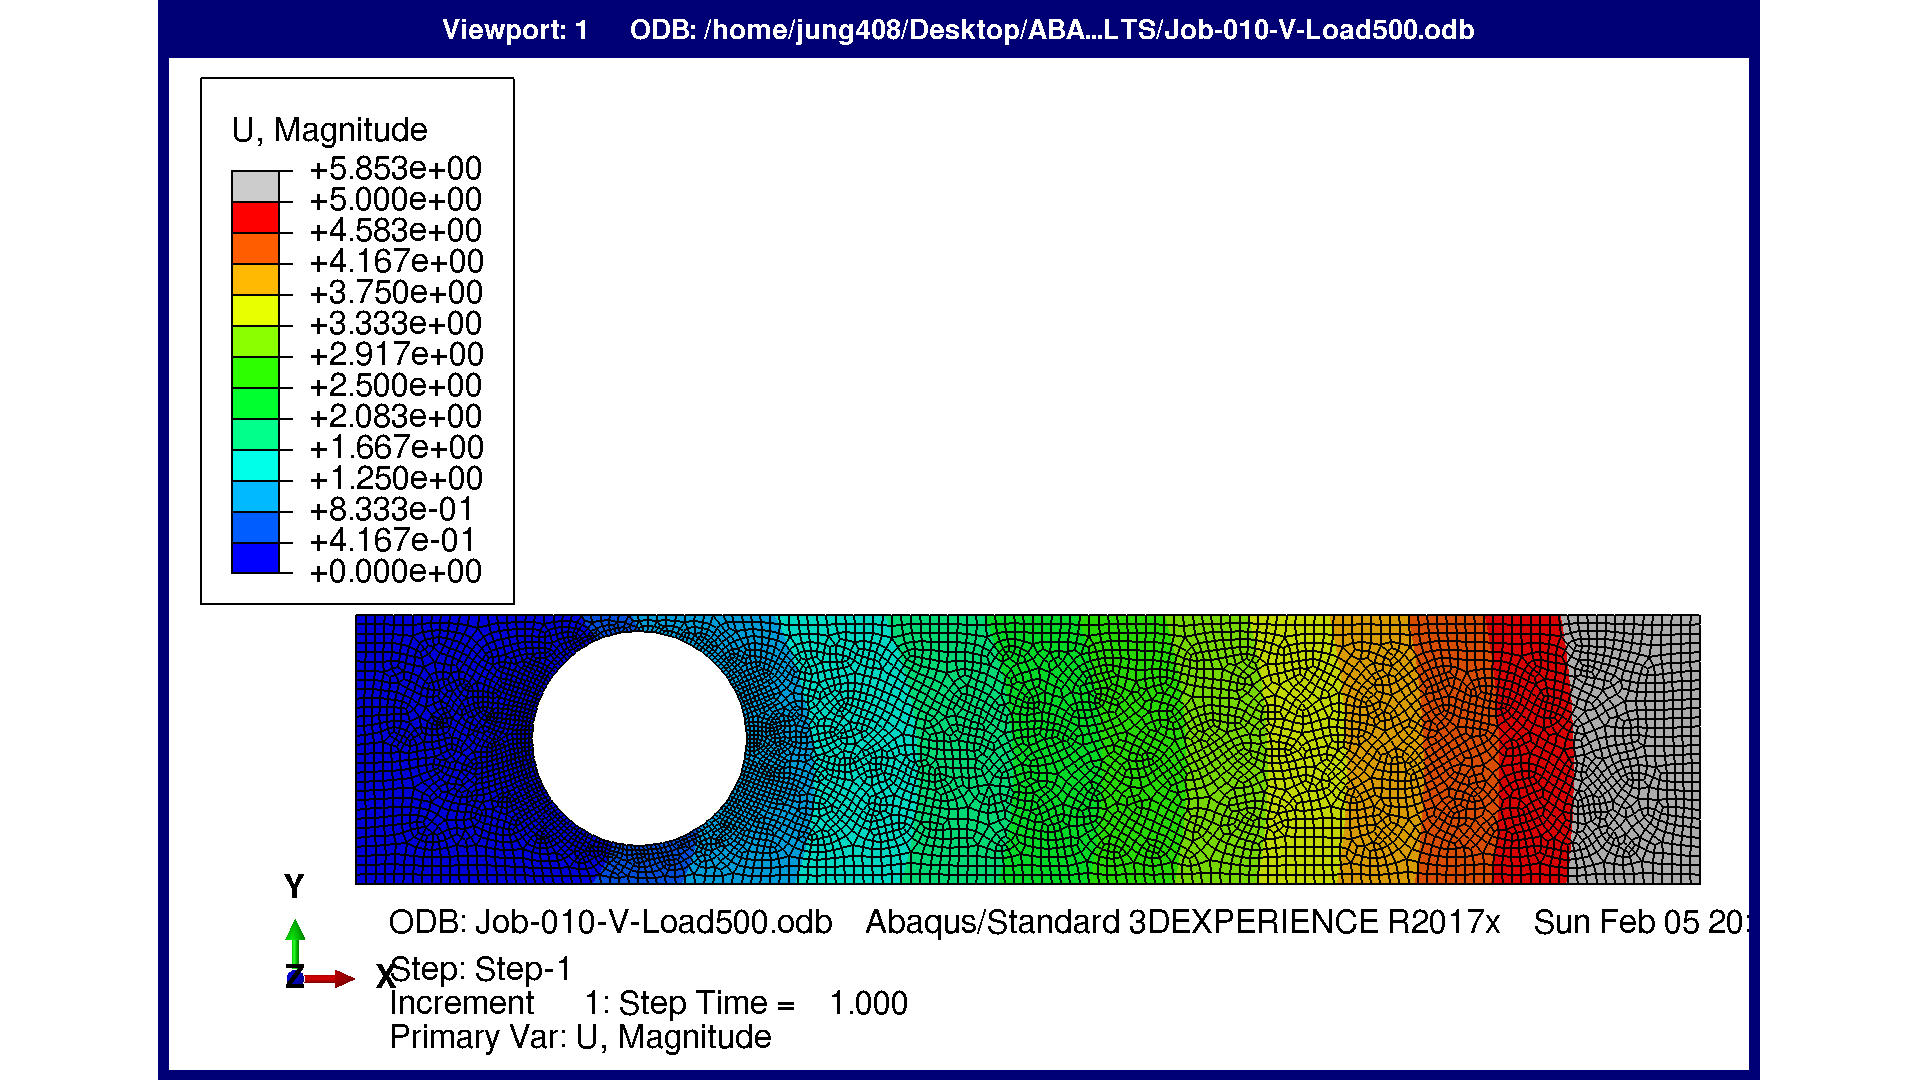 Viewport: 1 ODB: /home/jung408/Desktop/ABA...LTS/Job-010-V-Load500.odb
U, Magnitude
+5.853e+00
+5.000e+00
+4.583e+00
+4.167e+00
+3.750e+00
+3.333e+00
+2.917e+00
+2.500e+00
+2.083e+00
+1.667e+00
+1.250e+00
+8.333e-01
+4.167e-01
+0.000e+00
Y
Z
X
ODB: Job-010-V-Load500.odb Abaqus/Standard 3DEXPERIENCE R2017x Sun Feb 05 20:
Step: Step-1
Increment 1: Step Time = 1.000
Primary Var: U, Magnitude